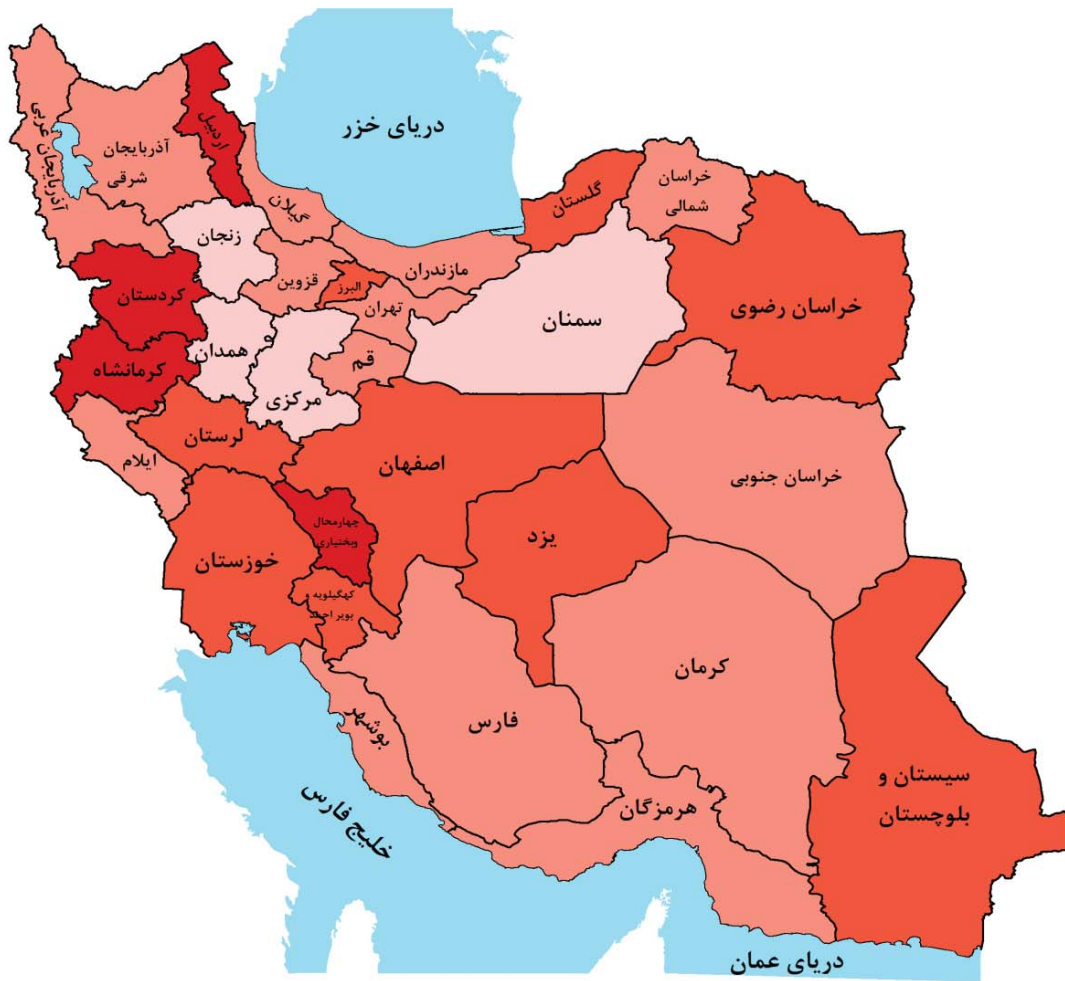 دریای خزر
اردبیل
آذربایجان غربی
آذربایجان
شرقی
گیلان
گلستان
خراسان
شمالی
زنجان
مازندران
قزوین
البرز
تهران
کردستان
سمنان
خراسان رضوی
همدان
قم
کرمانشاه
مرکزی
لرستان
ایلام
اصفهان
خراسان جنوبی
چهارمحال
وبختیاری
یزد
خوزستان
کهگیلویه و
بویر احمد
کرمان
فارس
بوشهر
سیستان و
بلوچستان
هرمزگان
خلیج فارس
دریای عمان